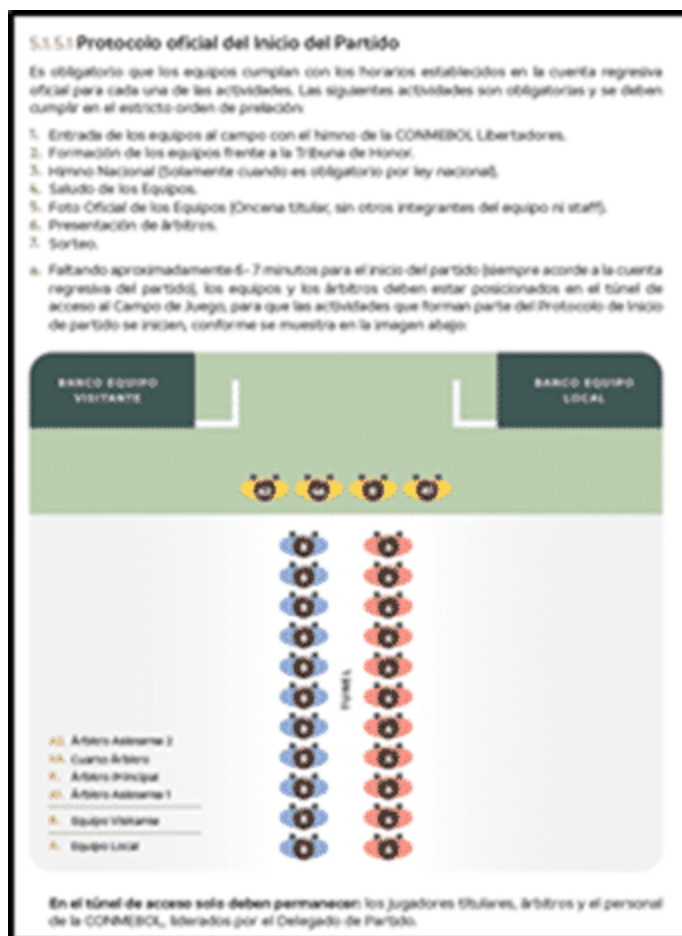 5.1.5.1 Protocolo oficial del Inicio del Partido
Es obligatorio que los equipos cumplan con los horarios establecidos en la cuenta regresiva
oficial para cada una de las actividades. Las siguientes actividades son obligatorias y se deben
cumplir en el estricto orden de prelación:
1. Entrada de los equipos al campo con el himno de la CONMEBOL Libertadores.
2. Formación de los equipos frente a la Tribuna de Honor.
3. Himno Nacional (Solamente cuando es obligatorio por ley nacional).
4. Saludo de los Equipos.
5. Foto Oficial de los Equipos (Oncena titular, sin otros integrantes del equipo ni staff).
6. Presentación de árbitros.
7. Sorteo.
a. Faltando aproximadamente 6-7 minutos para el inicio del partido (siempre acorde a la cuenta
regresiva del partido), los equipos y los árbitros deben estar posicionados en el túnel de
acceso al Campo de Juego, para que las actividades que forman parte del Protocolo de Inicio
de partido se inicien, conforme se muestra en la imagen abajo:
BANCO EQUIPO
VISITANTE
BANCO EQUIPO
LOCAL
A2 4A R A1
TUNEL
A2. Árbitro Asistente 2
4A. Cuarto Árbitro
R. Árbitro Principal
A1. Árbitro Asistente 1
Equipo Visitante
Equipo Local
En el túnel de acceso solo deben permanecer: los jugadores titulares, árbitros y el personal
de la CONMEBOL, liderados por el Delegado de Partido.